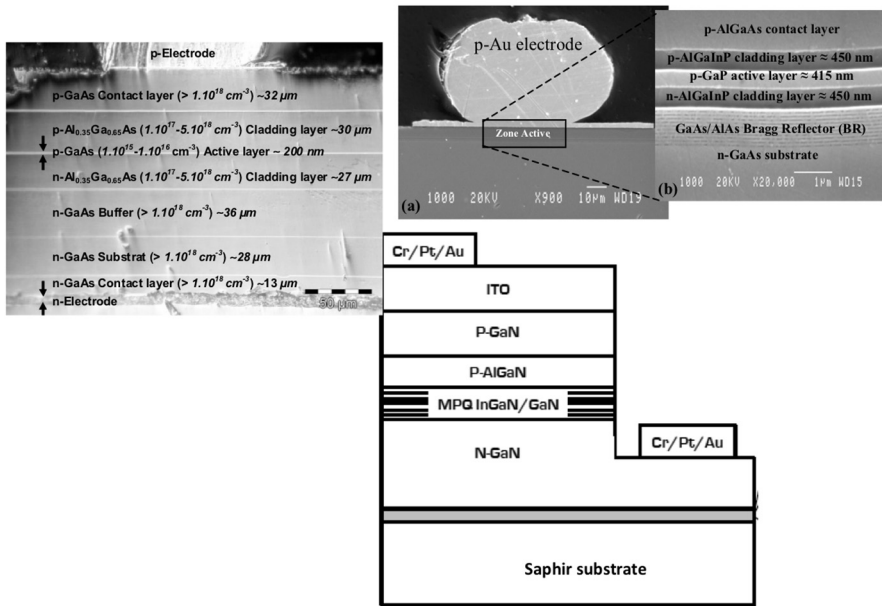 p-Electrode
p-GaAs Contact layer (> 1.10¹⁸ cm⁻³) ~32 µm
p-Al0.35Ga0.65As (1.10¹⁷-5.10¹⁸ cm⁻³) Cladding layer ~30 µm
p-GaAs (1.10¹⁵-1.10¹⁶ cm⁻³) Active layer ~ 200 nm
n-Al0.35Ga0.65As (1.10¹⁷-5.10¹⁸ cm⁻³) Cladding layer ~27 µm
n-GaAs Buffer (> 1.10¹⁸ cm⁻³) ~36 µm
n-GaAs Substrat (> 1.10¹⁸ cm⁻³) ~28 µm
n-GaAs Contact layer (> 1.10¹⁸ cm⁻³) ~13 µm
n-Electrode
50 µm
p-Au electrode
Zone Active
(a)
1000 20KV X900 10µm WD19
p-AlGaAs contact layer
p-AlGaInP cladding layer ≈ 450 nm
p-GaP active layer ≈ 415 nm
n-AlGaInP cladding layer ≈ 450 nm
GaAs/AlAs Bragg Reflector (BR)
n-GaAs substrate
(b)
1000 20KV X20,000 1µm WD15
Cr/Pt/Au
ITO
P-GaN
P-AlGaN
MPQ InGaN/GaN
N-GaN
Cr/Pt/Au
Saphir substrate